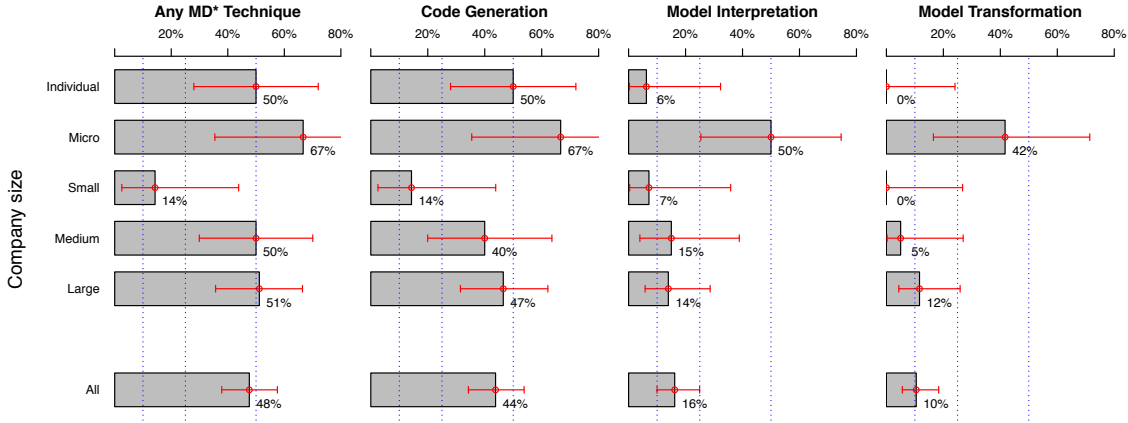 Any MD* Technique Code Generation Model Interpretation Model Transformation
20% 40% 60% 80% 20% 40% 60% 80% 20% 40% 60% 80% 20% 40% 60% 80%
Company size
Individual 50% 50% 6% 0%
Micro 67% 67% 50% 42%
Small 14% 14% 7% 0%
Medium 50% 40% 15% 5%
Large 51% 47% 14% 12%
All 48% 44% 16% 10%